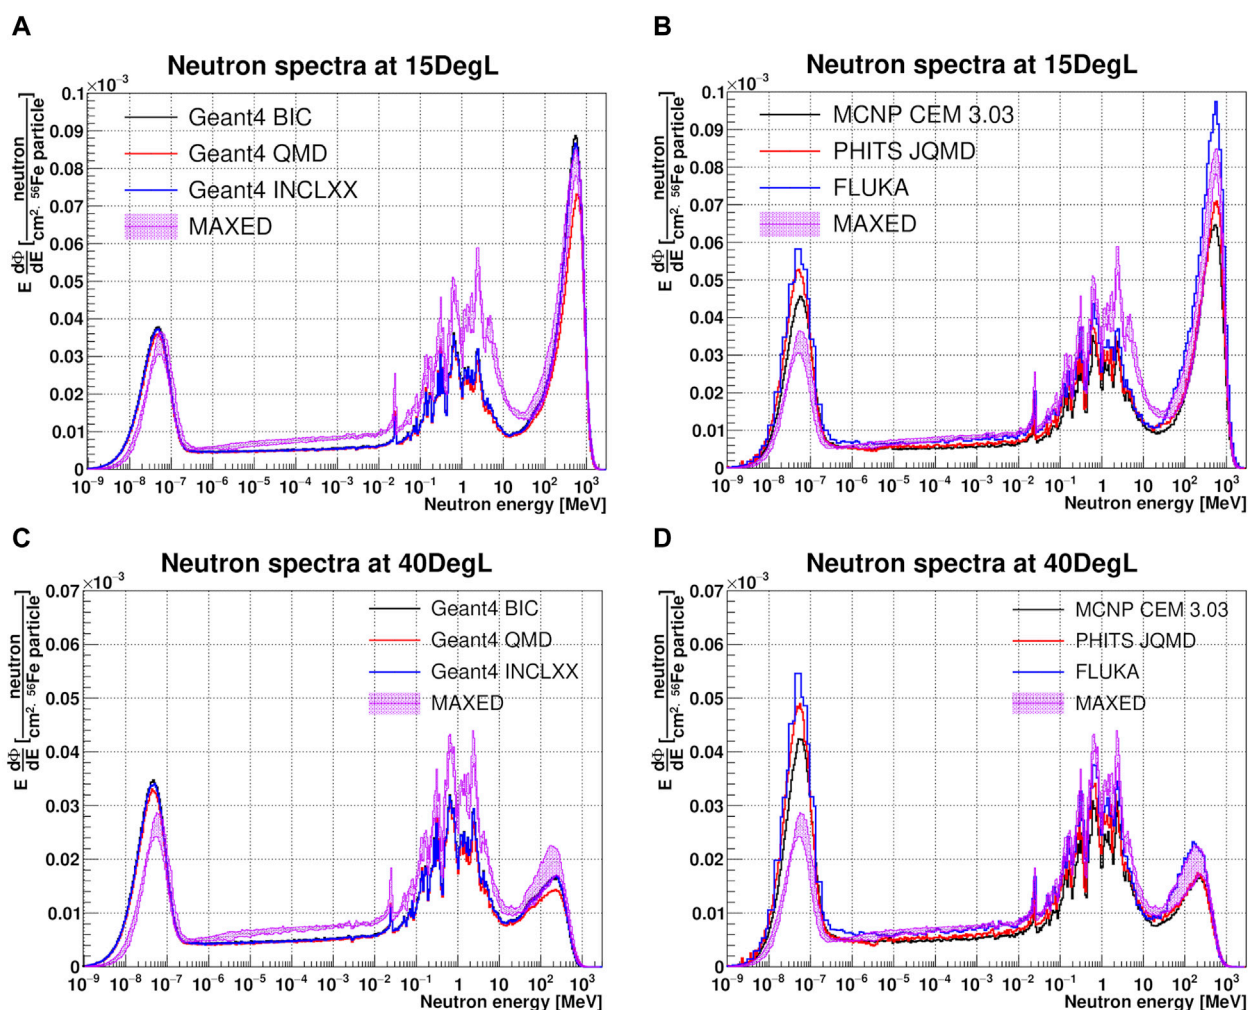 A
Neutron spectra at 15DegL
×10⁻³
E dΦ/dE [neutron / cm². ⁵⁶Fe particle]
0.1
0.09
0.08
0.07
0.06
0.05
0.04
0.03
0.02
0.01
0
Geant4 BIC
Geant4 QMD
Geant4 INCLXX
MAXED
10⁻⁹ 10⁻⁸ 10⁻⁷ 10⁻⁶ 10⁻⁵ 10⁻⁴ 10⁻³ 10⁻² 10⁻¹ 1 10 10² 10³
Neutron energy [MeV]
B
Neutron spectra at 15DegL
×10⁻³
E dΦ/dE [neutron / cm². ⁵⁶Fe particle]
0.1
0.09
0.08
0.07
0.06
0.05
0.04
0.03
0.02
0.01
0
MCNP CEM 3.03
PHITS JQMD
FLUKA
MAXED
10⁻⁹ 10⁻⁸ 10⁻⁷ 10⁻⁶ 10⁻⁵ 10⁻⁴ 10⁻³ 10⁻² 10⁻¹ 1 10 10² 10³
Neutron energy [MeV]
C
Neutron spectra at 40DegL
×10⁻³
E dΦ/dE [neutron / cm². ⁵⁶Fe particle]
0.07
0.06
0.05
0.04
0.03
0.02
0.01
0
Geant4 BIC
Geant4 QMD
Geant4 INCLXX
MAXED
10⁻⁹ 10⁻⁸ 10⁻⁷ 10⁻⁶ 10⁻⁵ 10⁻⁴ 10⁻³ 10⁻² 10⁻¹ 1 10 10² 10³
Neutron energy [MeV]
D
Neutron spectra at 40DegL
×10⁻³
E dΦ/dE [neutron / cm². ⁵⁶Fe particle]
0.07
0.06
0.05
0.04
0.03
0.02
0.01
0
MCNP CEM 3.03
PHITS JQMD
FLUKA
MAXED
10⁻⁹ 10⁻⁸ 10⁻⁷ 10⁻⁶ 10⁻⁵ 10⁻⁴ 10⁻³ 10⁻² 10⁻¹ 1 10 10² 10³
Neutron energy [MeV]